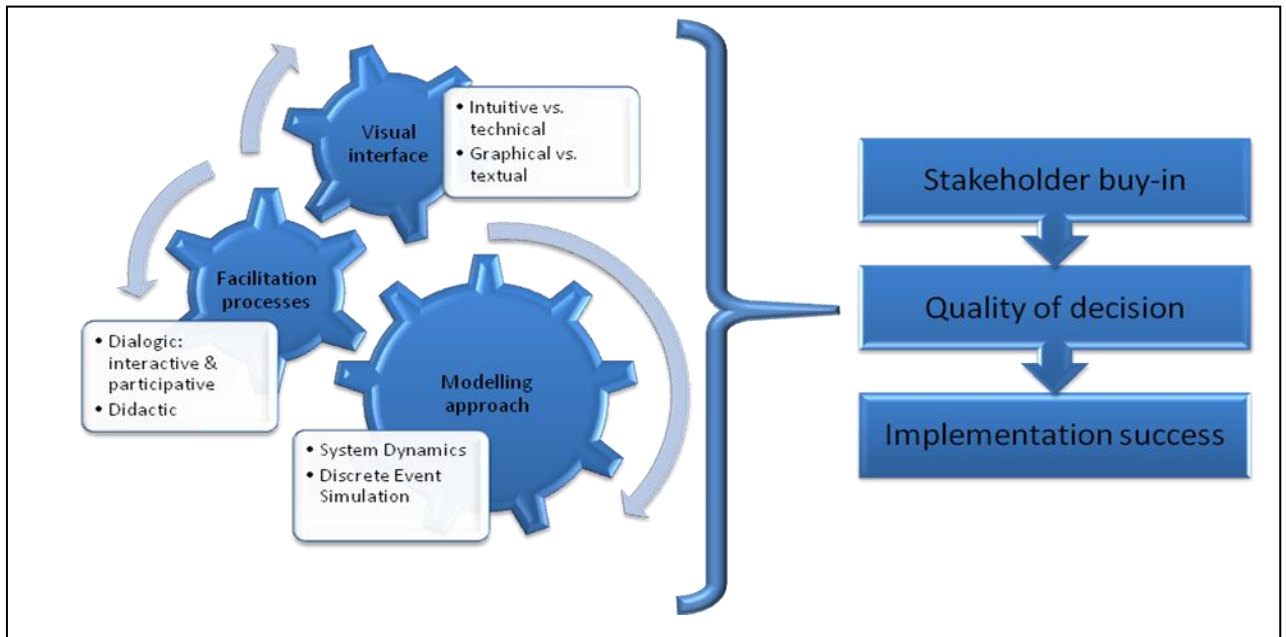 Visual
interface
• Intuitive vs.
technical
• Graphical vs.
textual
Facilitation
processes
• Dialogic:
interactive &
participative
• Didactic
Modelling
approach
• System Dynamics
• Discrete Event
Simulation
Stakeholder buy-in
Quality of decision
Implementation success